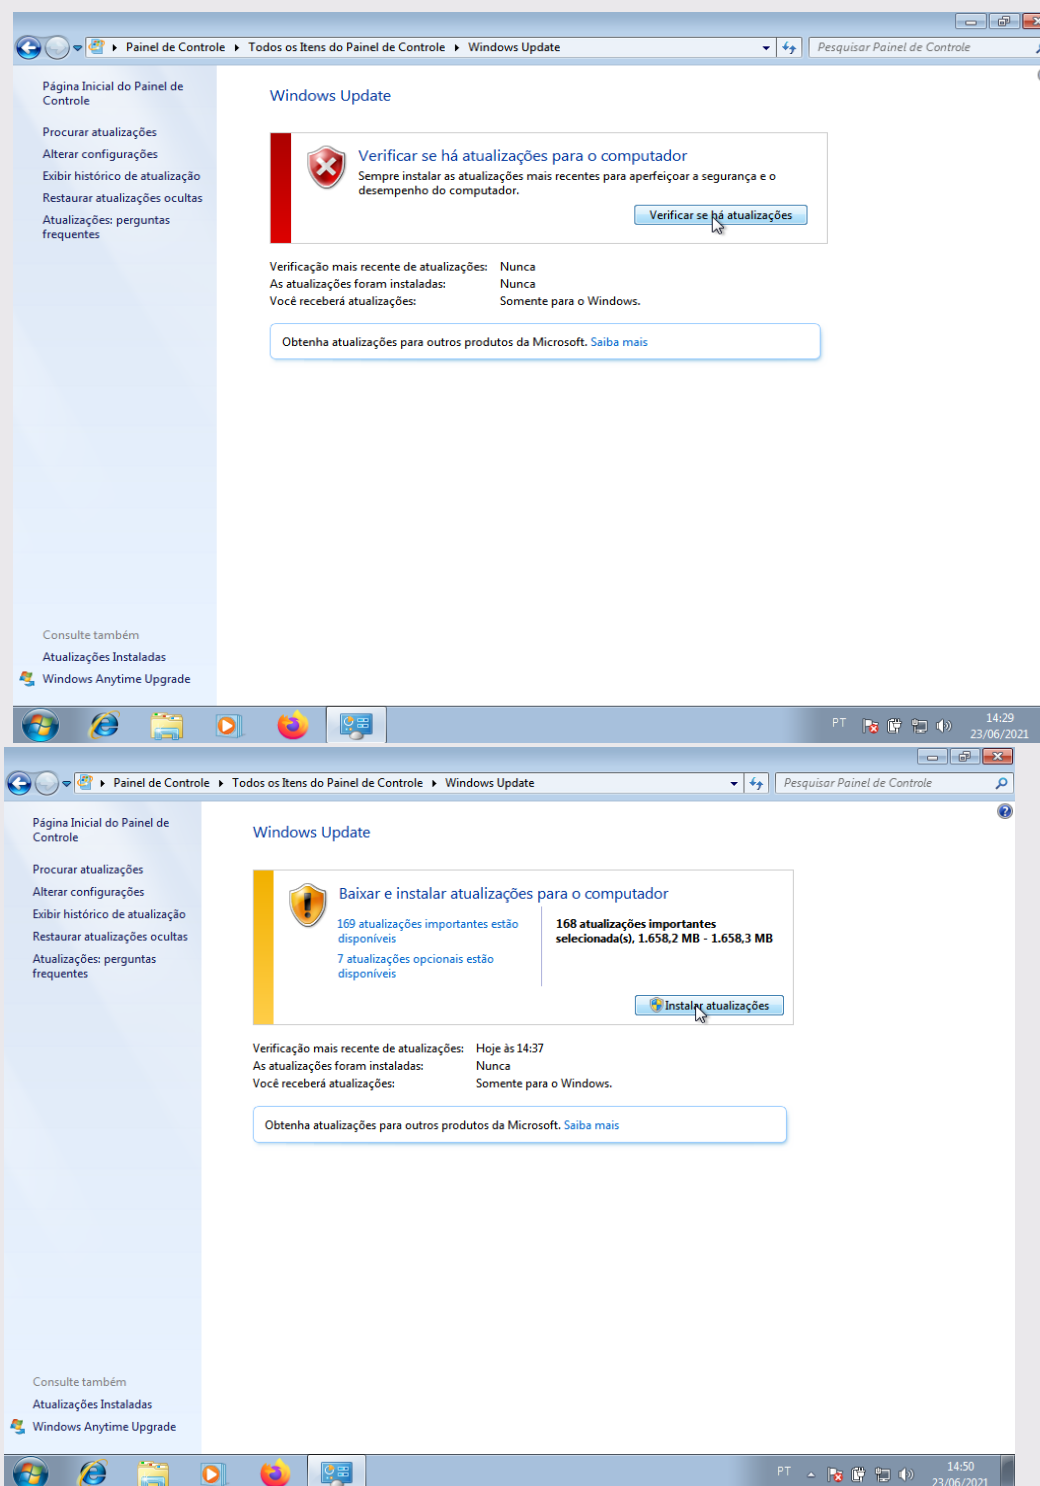 Painel de Controle ▸ Todos os Itens do Painel de Controle ▸ Windows Update
Pesquisar Painel de Controle
Página Inicial do Painel de
Controle
Procurar atualizações
Alterar configurações
Exibir histórico de atualização
Restaurar atualizações ocultas
Atualizações: perguntas
frequentes
Windows Update
Verificar se há atualizações para o computador
Sempre instalar as atualizações mais recentes para aperfeiçoar a segurança e o
desempenho do computador.
Verificar se há atualizações
Verificação mais recente de atualizações: Nunca
As atualizações foram instaladas: Nunca
Você receberá atualizações: Somente para o Windows.
Obtenha atualizações para outros produtos da Microsoft. Saiba mais
Consulte também
Atualizações Instaladas
Windows Anytime Upgrade
PT
14:29
23/06/2021
Painel de Controle ▸ Todos os Itens do Painel de Controle ▸ Windows Update
Pesquisar Painel de Controle
Página Inicial do Painel de
Controle
Procurar atualizações
Alterar configurações
Exibir histórico de atualização
Restaurar atualizações ocultas
Atualizações: perguntas
frequentes
Windows Update
Baixar e instalar atualizações para o computador
169 atualizações importantes estão
disponíveis
7 atualizações opcionais estão
disponíveis
168 atualizações importantes
selecionada(s), 1.658,2 MB - 1.658,3 MB
Instalar atualizações
Verificação mais recente de atualizações: Hoje às 14:37
As atualizações foram instaladas: Nunca
Você receberá atualizações: Somente para o Windows.
Obtenha atualizações para outros produtos da Microsoft. Saiba mais
Consulte também
Atualizações Instaladas
Windows Anytime Upgrade
PT
14:50
23/06/2021